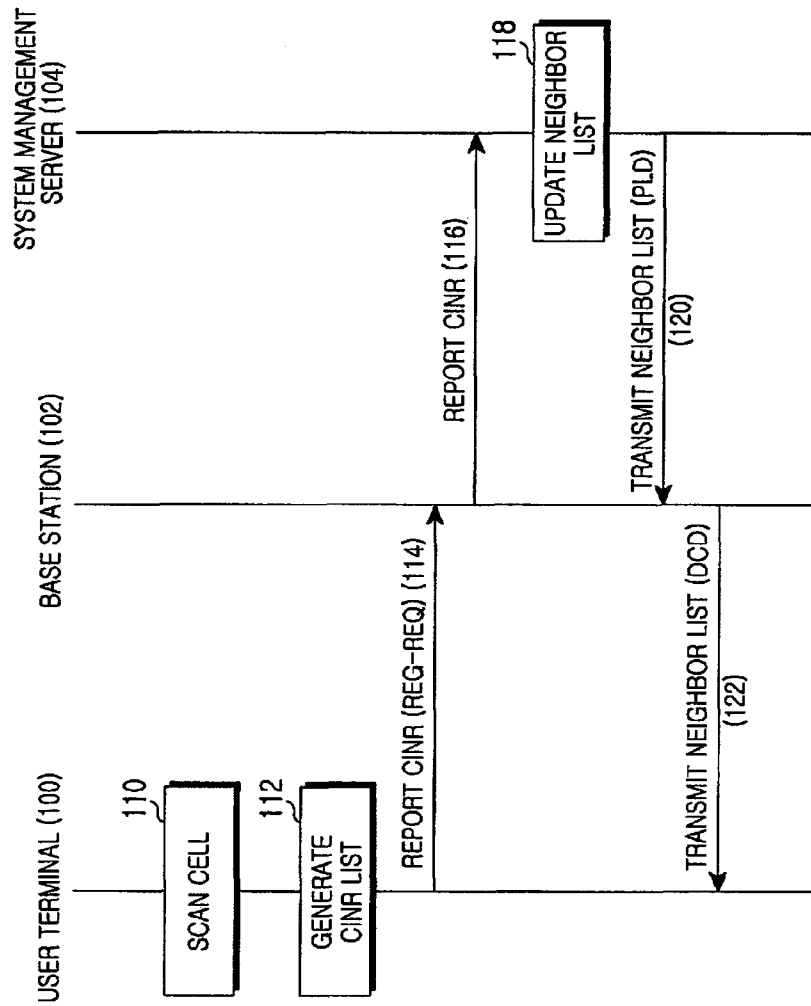 USER TERMINAL (100)
BASE STATION (102)
SYSTEM MANAGEMENT
SERVER (104)
110
SCAN CELL
112
GENERATE
CINR LIST
REPORT CINR (REG-REQ) (114)
REPORT CINR (116)
118
UPDATE NEIGHBOR
LIST
TRANSMIT NEIGHBOR LIST (PLD)
(120)
TRANSMIT NEIGHBOR LIST (DCD)
(122)